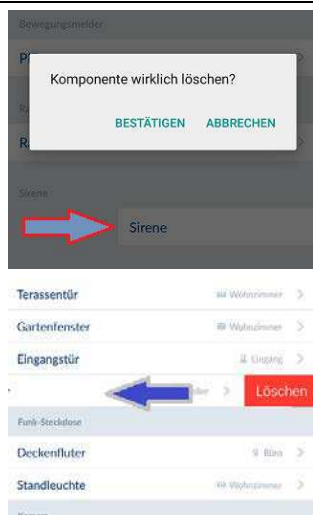 Bewegungsmelder
Komponente wirklich löschen?
BESTÄTIGEN ABBRECHEN
Sirene
Sirene
Terassentür Wohnzimmer
Gartenfenster Wohnzimmer
Eingangstür Eingang
Löschen
Funk-Steckdose
Deckenfluter Büro
Standleuchte Wohnzimmer